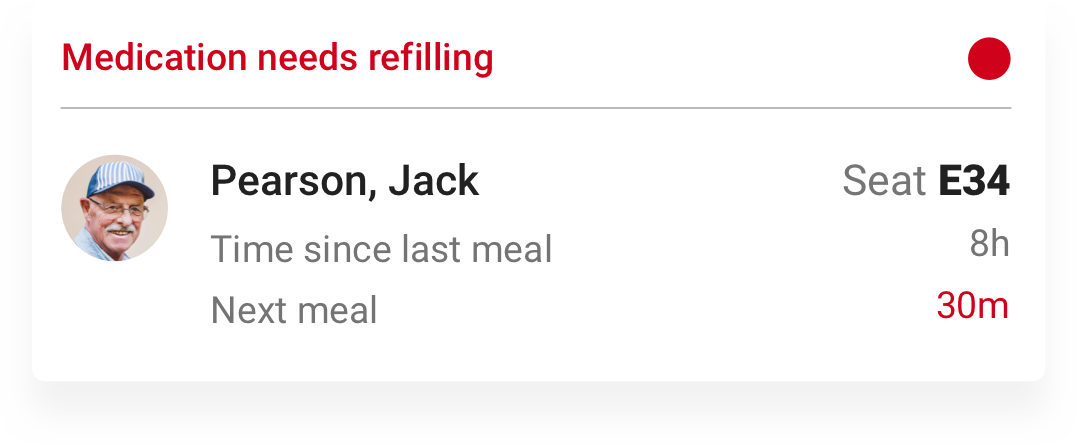 Medication needs refilling
Pearson, Jack Seat E34
Time since last meal 8h
Next meal 30m